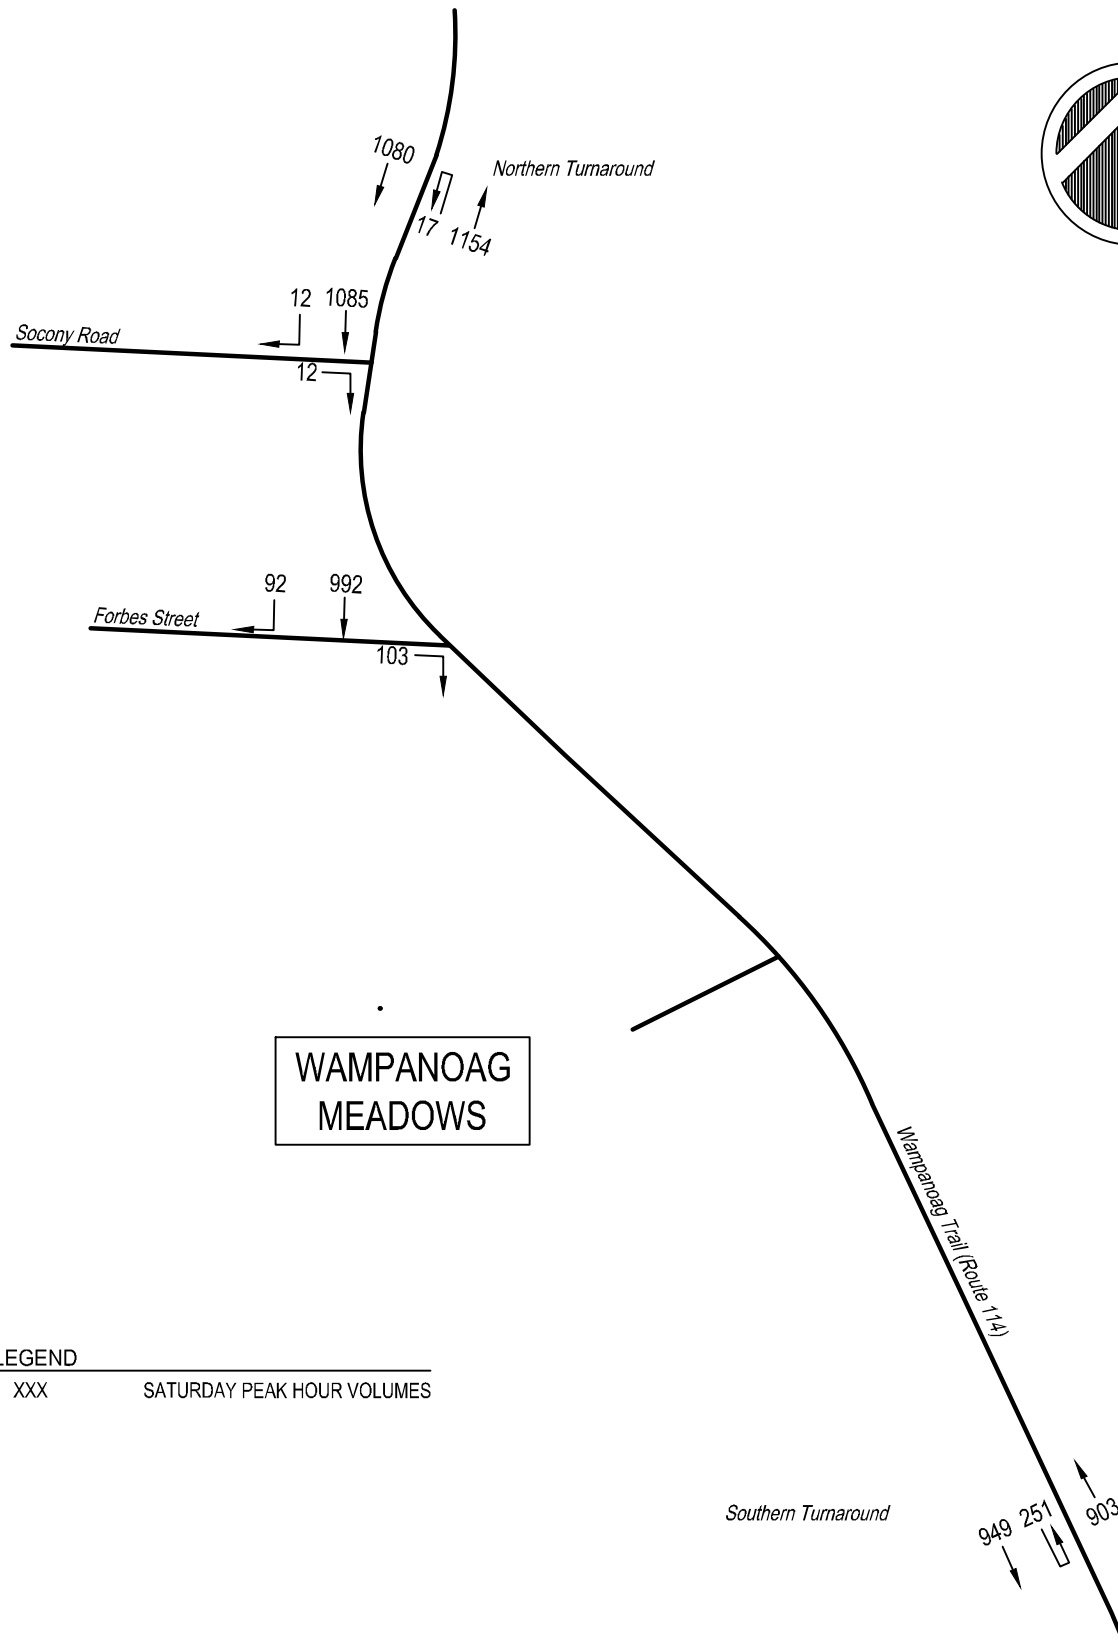 1080
Northern Turnaround
17
1154
12
1085
Socony Road
12
92
992
Forbes Street
103
WAMPANOAG
MEADOWS
Wampanoag Trail (Route 114)
LEGEND
XXX SATURDAY PEAK HOUR VOLUMES
Southern Turnaround
949
251
903